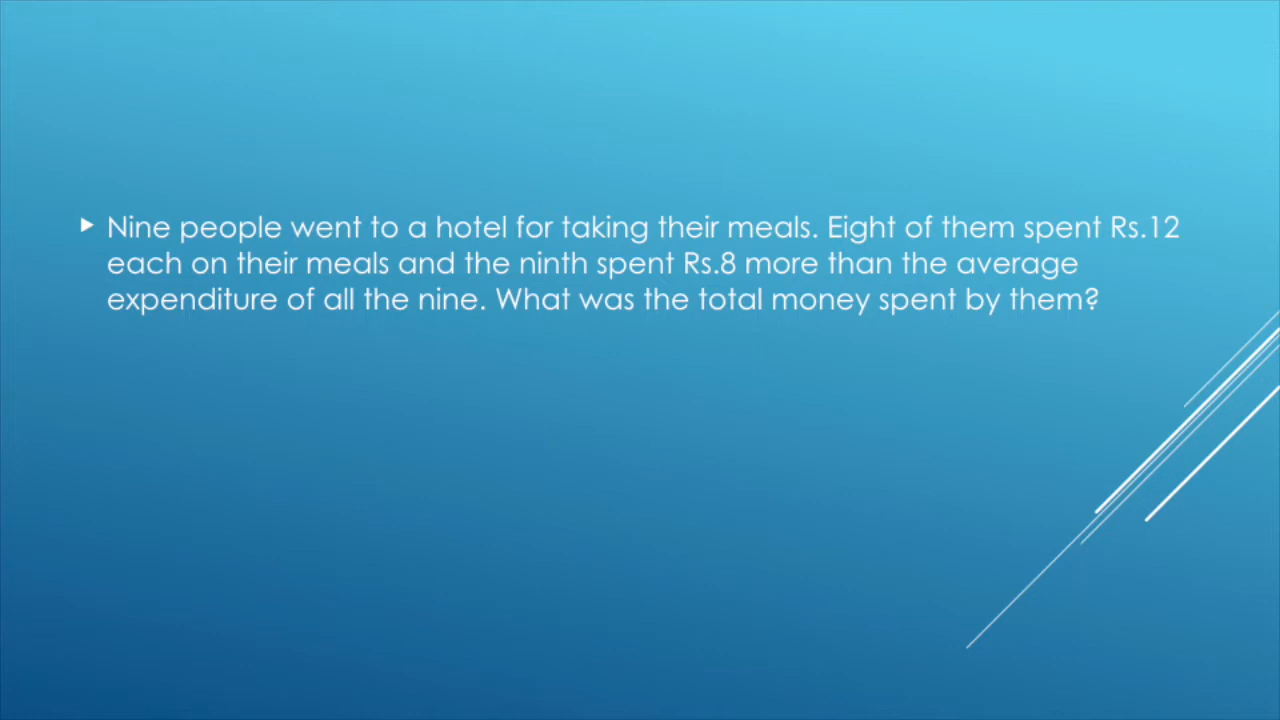 Nine people went to a hotel for taking their meals. Eight of them spent Rs.12
each on their meals and the ninth spent Rs.8 more than the average
expenditure of all the nine. What was the total money spent by them?